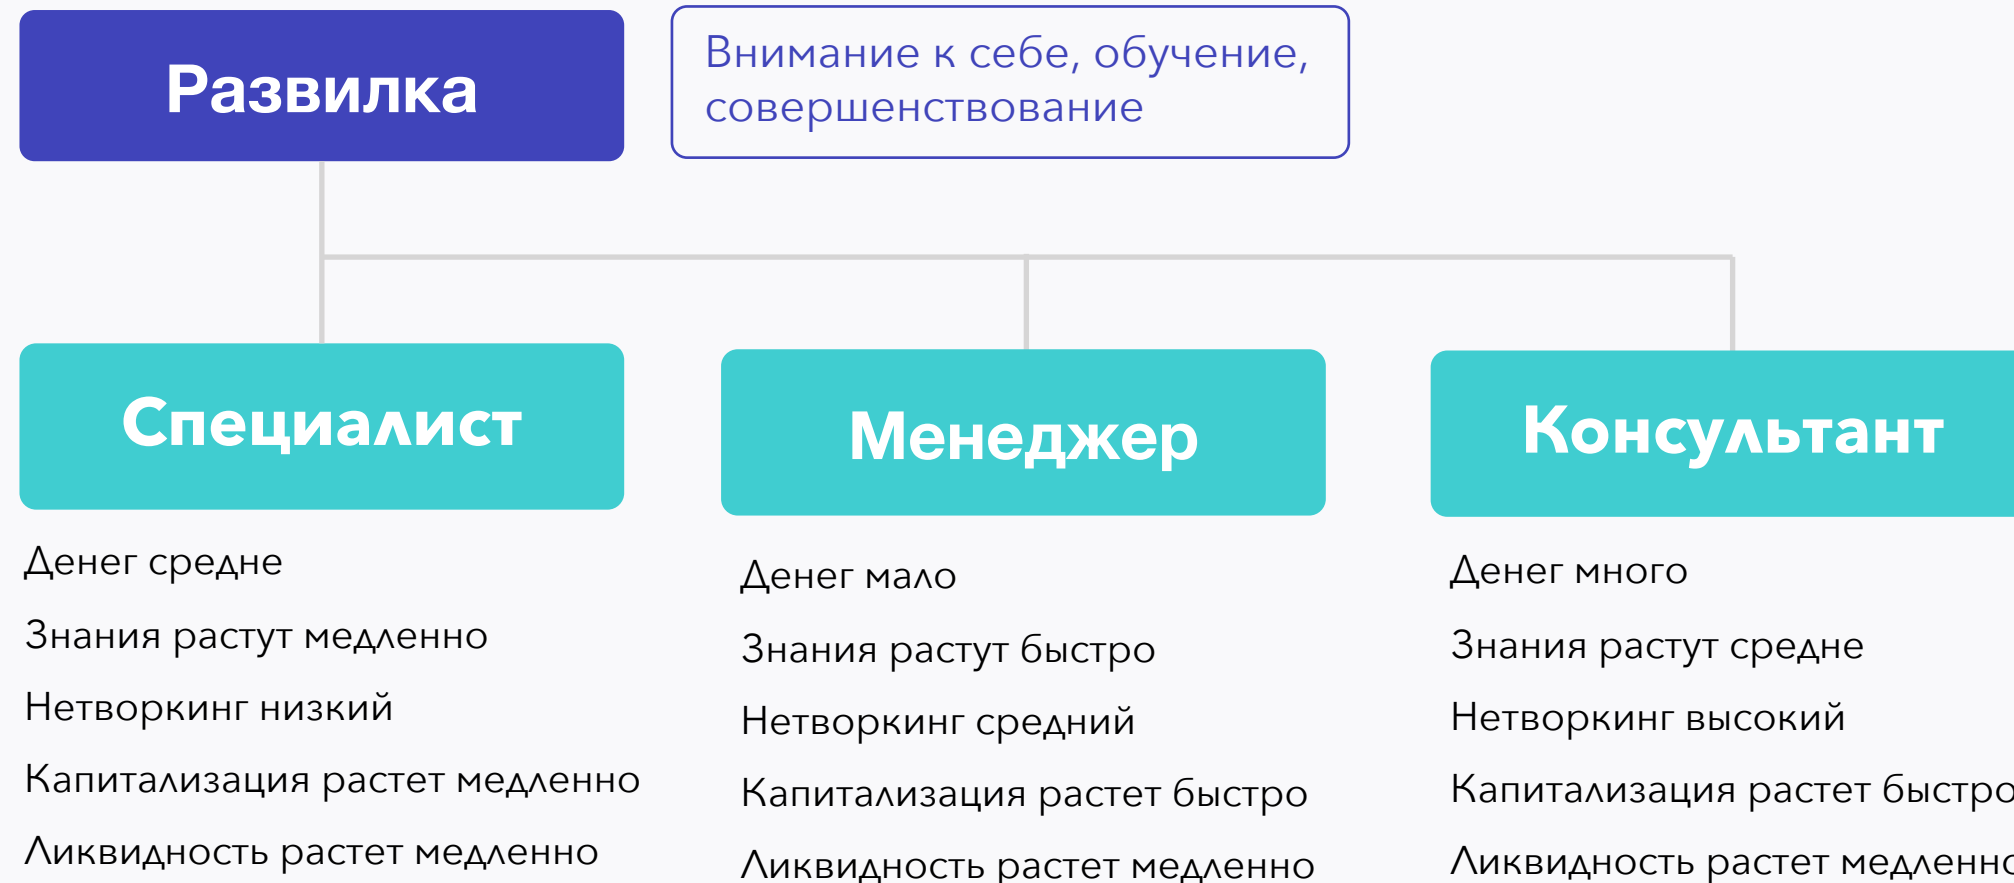 Развилка
Внимание к себе, обучение,
совершенствование
Специалист
Денег средне
Знания растут медленно
Нетворкинг низкий
Капитализация растет медленно
Ликвидность растет медленно
Менеджер
Денег мало
Знания растут быстро
Нетворкинг средний
Капитализация растет быстро
Ликвидность растет медленно
Консультант
Денег много
Знания растут средне
Нетворкинг высокий
Капитализация растет быстро
Ликвидность растет медленно